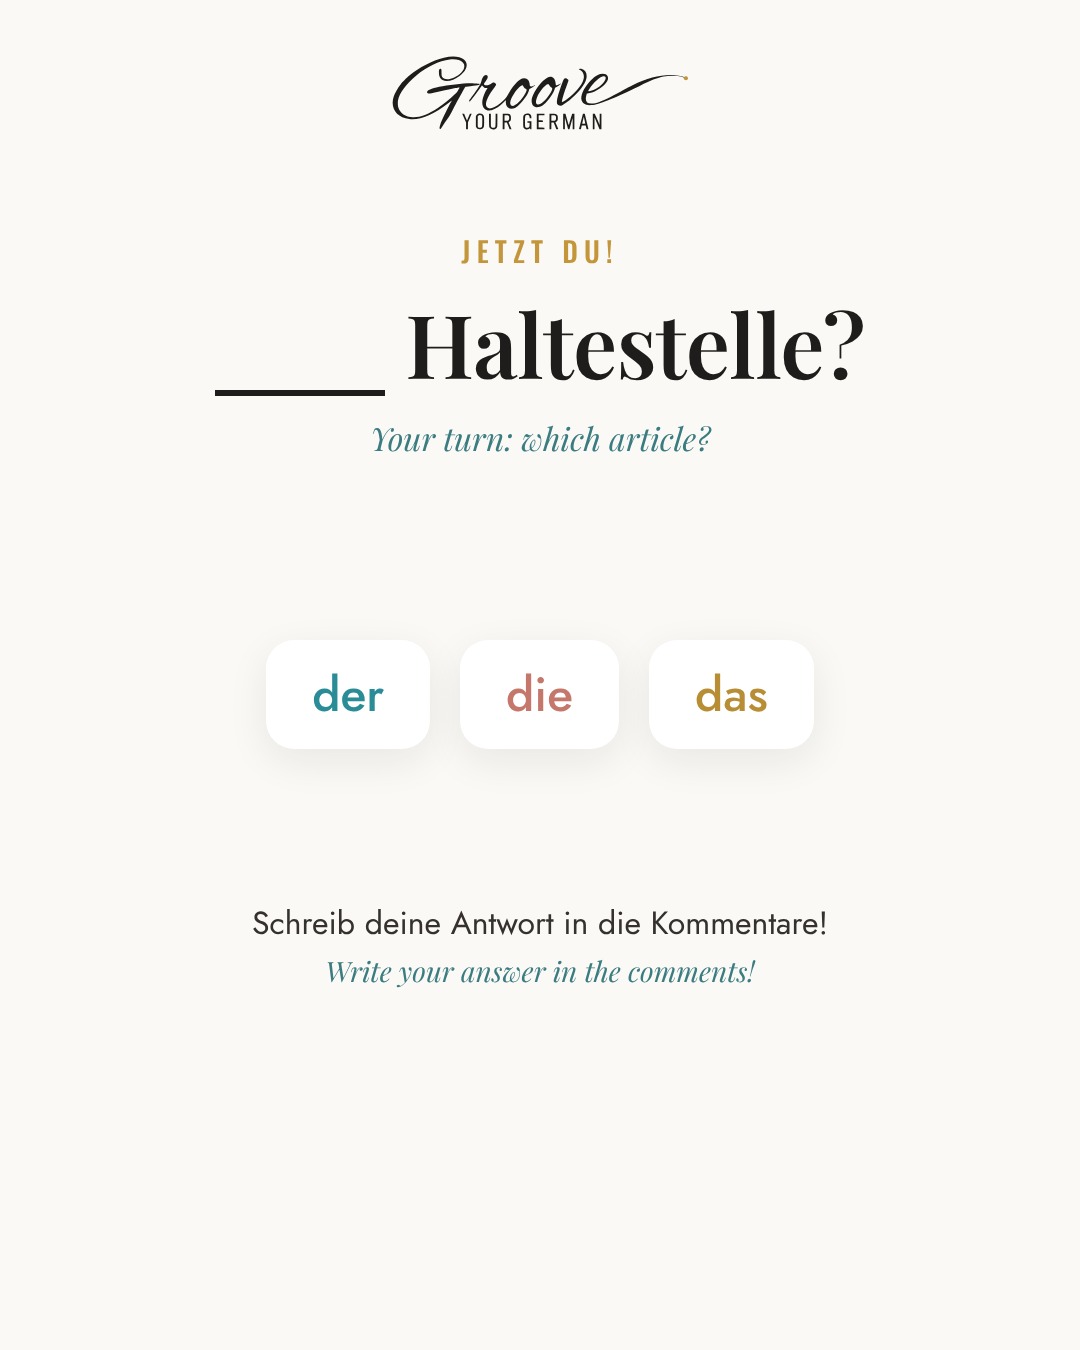 Groove
YOUR GERMAN
JETZT DU!
_____ Haltestelle?
Your turn: which article?
der die das
Schreib deine Antwort in die Kommentare!
Write your answer in the comments!